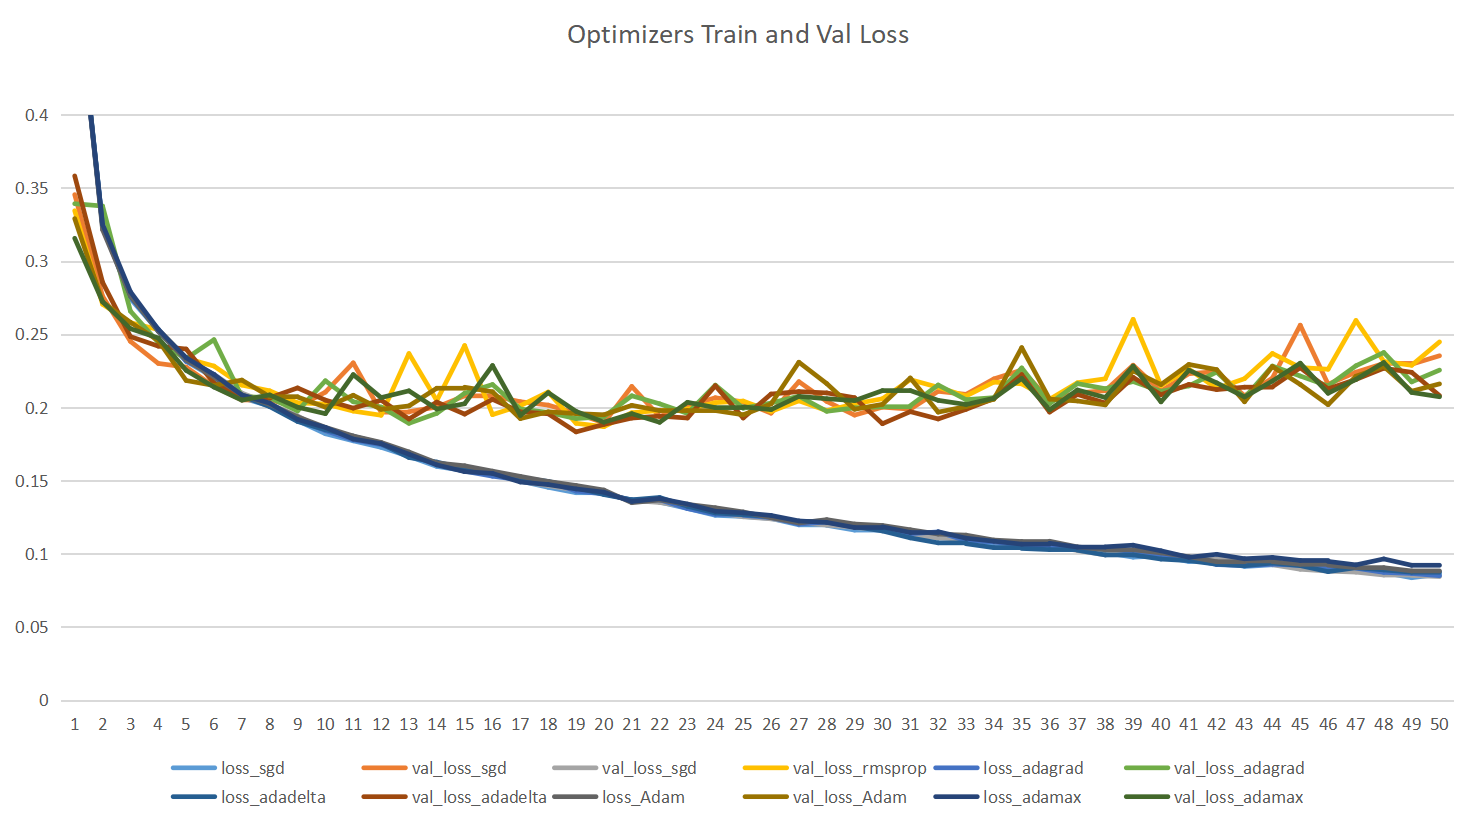 Optimizers Train and Val Loss
0.4
0.35
0.3
0.25
0.2
0.15
0.1
0.05
0
1 2 3 4 5 6 7 8 9 10 11 12 13 14 15 16 17 18 19 20 21 22 23 24 25 26 27 28 29 30 31 32 33 34 35 36 37 38 39 40 41 42 43 44 45 46 47 48 49 50
loss_sgd val_loss_sgd val_loss_sgd val_loss_rmsprop loss_adagrad val_loss_adagrad
loss_adadelta val_loss_adadelta loss_Adam val_loss_Adam loss_adamax val_loss_adamax